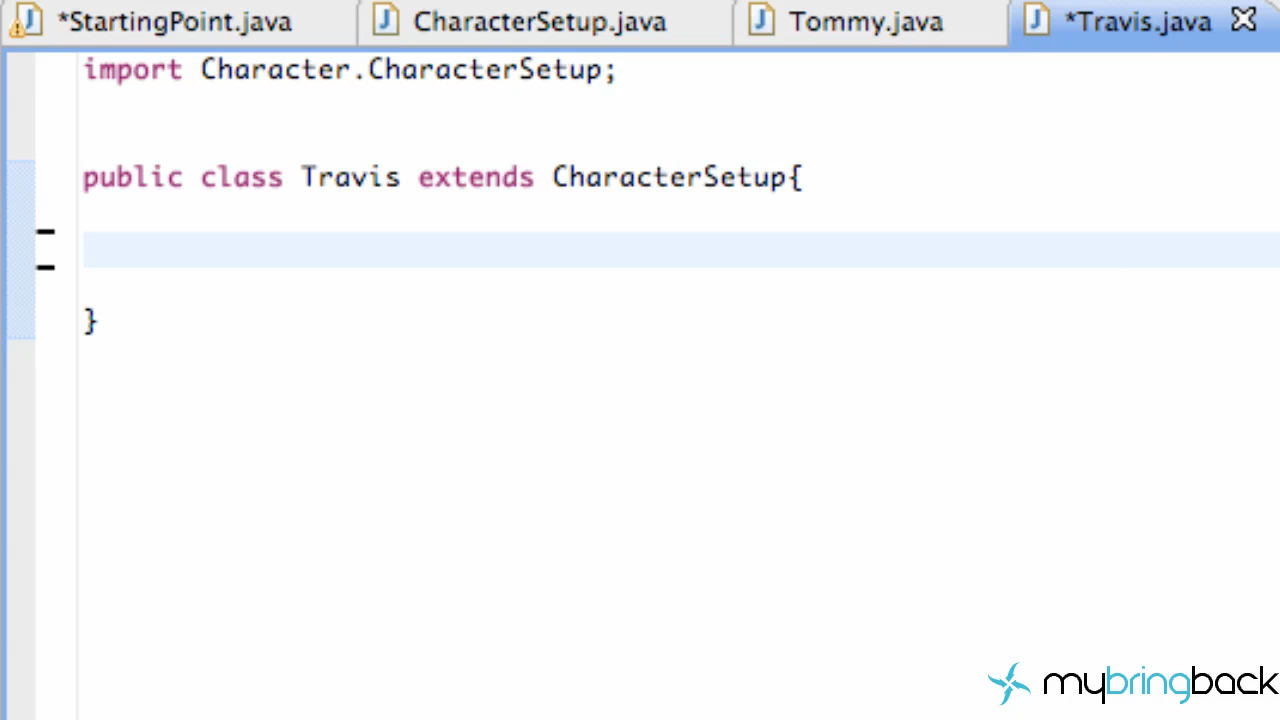 *StartingPoint.java CharacterSetup.java Tommy.java *Travis.java
import Character.CharacterSetup;
public class Travis extends CharacterSetup{
}
mybringback